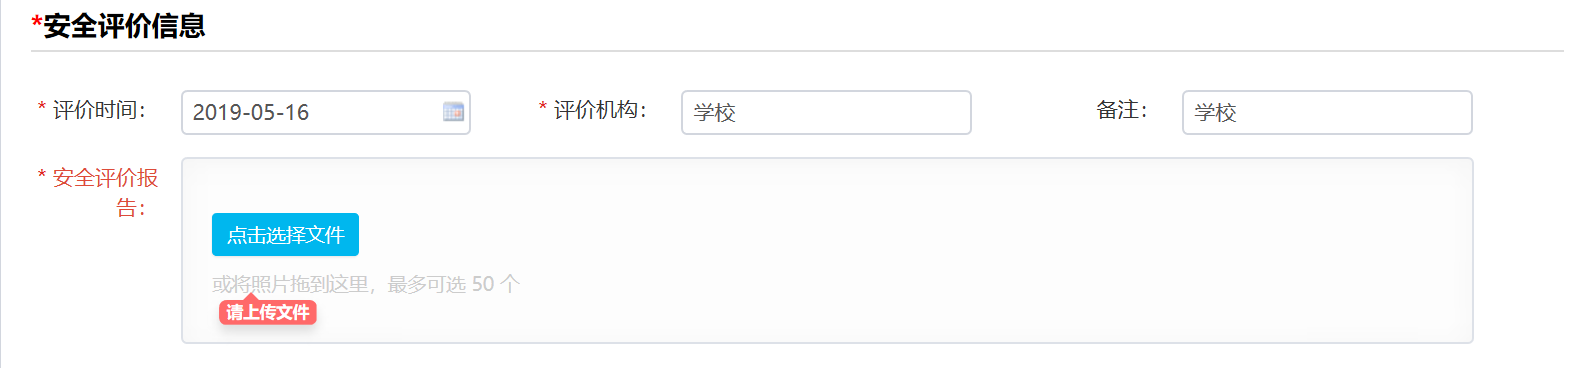 *安全评价信息
* 评价时间： 2019-05-16 * 评价机构： 学校 备注： 学校
* 安全评价报
告：
点击选择文件
或将照片拖到这里，最多可选 50 个
请上传文件